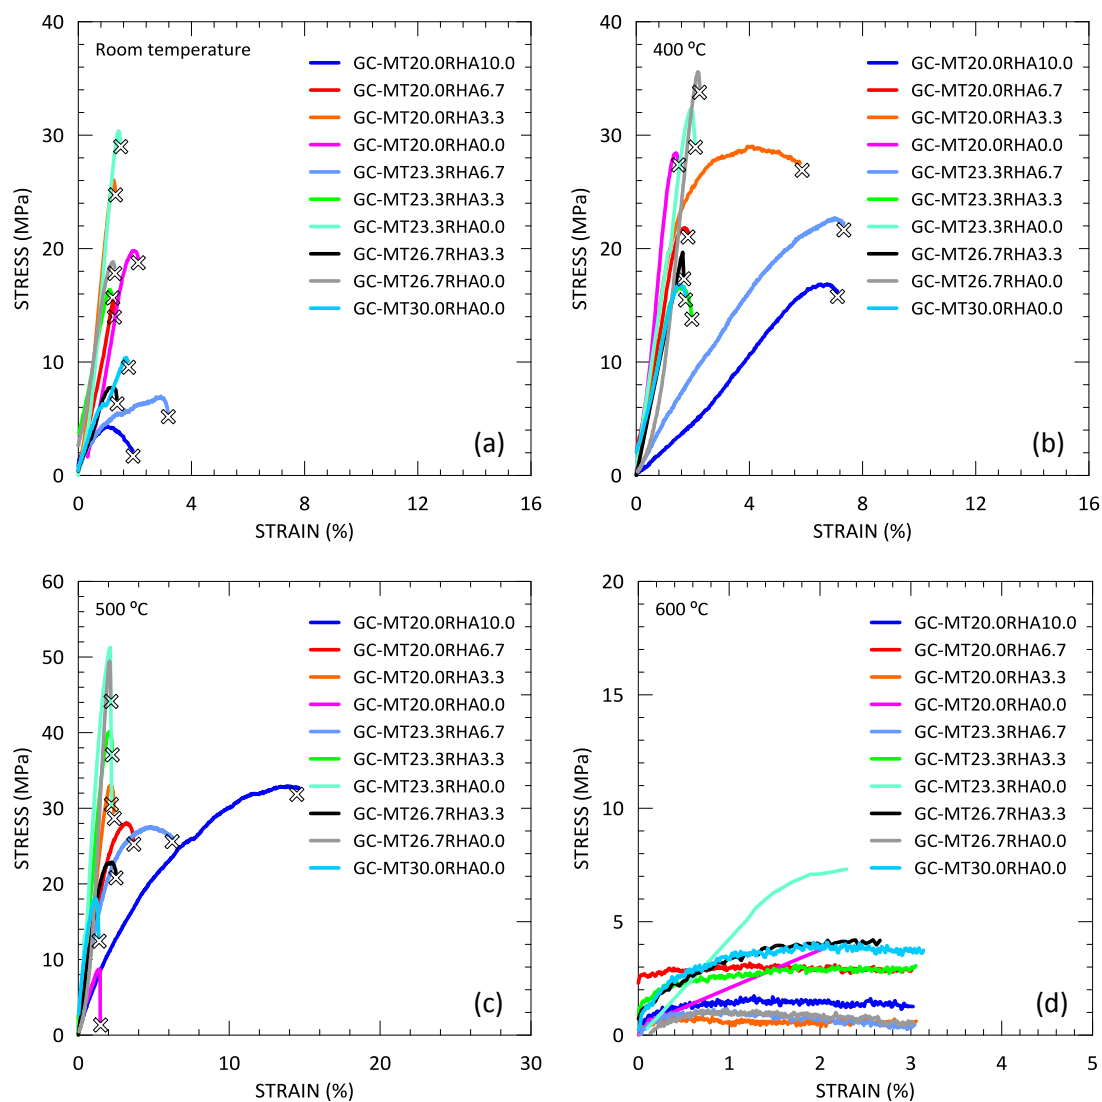 40
30
20
10
0
STRESS (MPa)
Room temperature
GC-MT20.0RHA10.0
GC-MT20.0RHA6.7
GC-MT20.0RHA3.3
GC-MT20.0RHA0.0
GC-MT23.3RHA6.7
GC-MT23.3RHA3.3
GC-MT23.3RHA0.0
GC-MT26.7RHA3.3
GC-MT26.7RHA0.0
GC-MT30.0RHA0.0
(a)
0 4 8 12 16
STRAIN (%)
40
30
20
10
0
STRESS (MPa)
400 ºC
GC-MT20.0RHA10.0
GC-MT20.0RHA6.7
GC-MT20.0RHA3.3
GC-MT20.0RHA0.0
GC-MT23.3RHA6.7
GC-MT23.3RHA3.3
GC-MT23.3RHA0.0
GC-MT26.7RHA3.3
GC-MT26.7RHA0.0
GC-MT30.0RHA0.0
(b)
0 4 8 12 16
STRAIN (%)
60
50
40
30
20
10
0
STRESS (MPa)
500 ºC
GC-MT20.0RHA10.0
GC-MT20.0RHA6.7
GC-MT20.0RHA3.3
GC-MT20.0RHA0.0
GC-MT23.3RHA6.7
GC-MT23.3RHA3.3
GC-MT23.3RHA0.0
GC-MT26.7RHA3.3
GC-MT26.7RHA0.0
GC-MT30.0RHA0.0
(c)
0 10 20 30
STRAIN (%)
20
15
10
5
0
STRESS (MPa)
600 ºC
GC-MT20.0RHA10.0
GC-MT20.0RHA6.7
GC-MT20.0RHA3.3
GC-MT20.0RHA0.0
GC-MT23.3RHA6.7
GC-MT23.3RHA3.3
GC-MT23.3RHA0.0
GC-MT26.7RHA3.3
GC-MT26.7RHA0.0
GC-MT30.0RHA0.0
(d)
0 1 2 3 4 5
STRAIN (%)